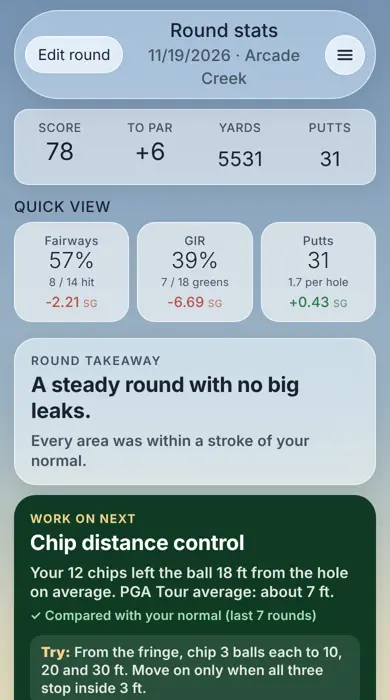 Round stats
Edit round
11/19/2026 · Arcade
Creek
SCORE TO PAR YARDS PUTTS
78 +6 5531 31
QUICK VIEW
Fairways GIR Putts
57% 39% 31
8 / 14 hit 7 / 18 greens 1.7 per hole
-2.21 SG -6.69 SG +0.43 SG
ROUND TAKEAWAY
A steady round with no big
leaks.
Every area was within a stroke of your
normal.
WORK ON NEXT
Chip distance control
Your 12 chips left the ball 18 ft from the hole
on average. PGA Tour average: about 7 ft.
✓ Compared with your normal (last 7 rounds)
Try: From the fringe, chip 3 balls each to 10,
20 and 30 ft. Move on only when all three
stop inside 3 ft.